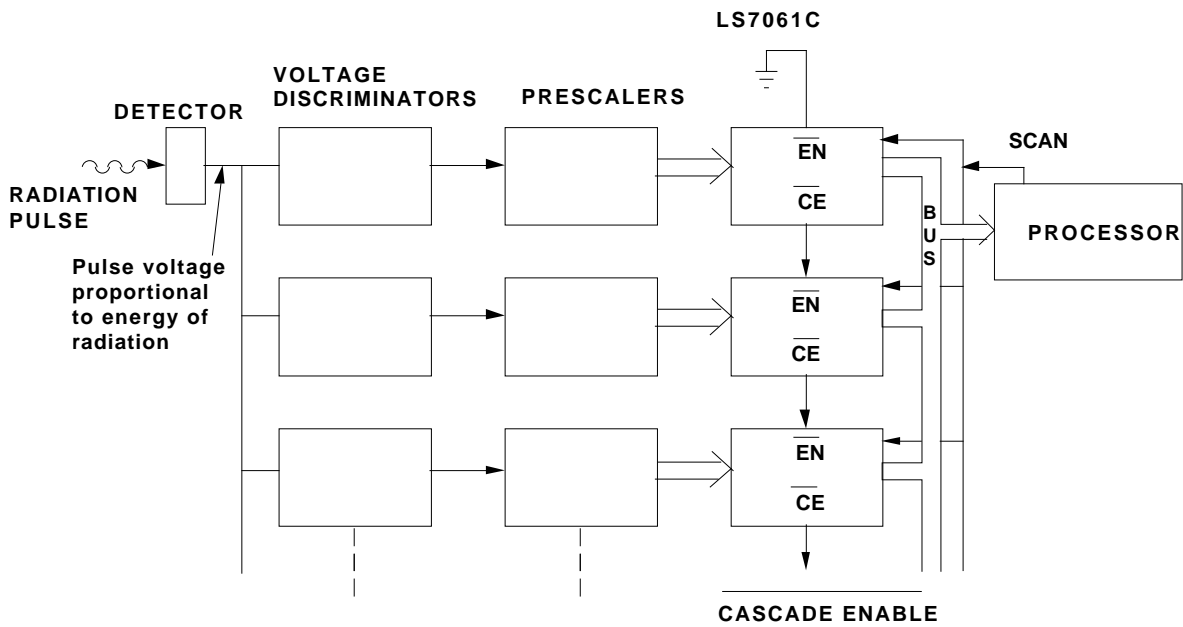 LS7061C
VOLTAGE
DISCRIMINATORS
PRESCALERS
DETECTOR
SCAN
RADIATION
PULSE
Pulse voltage
proportional
to energy of
radiation
EN
CE
BUS
PROCESSOR
EN
CE
EN
CE
CASCADE ENABLE